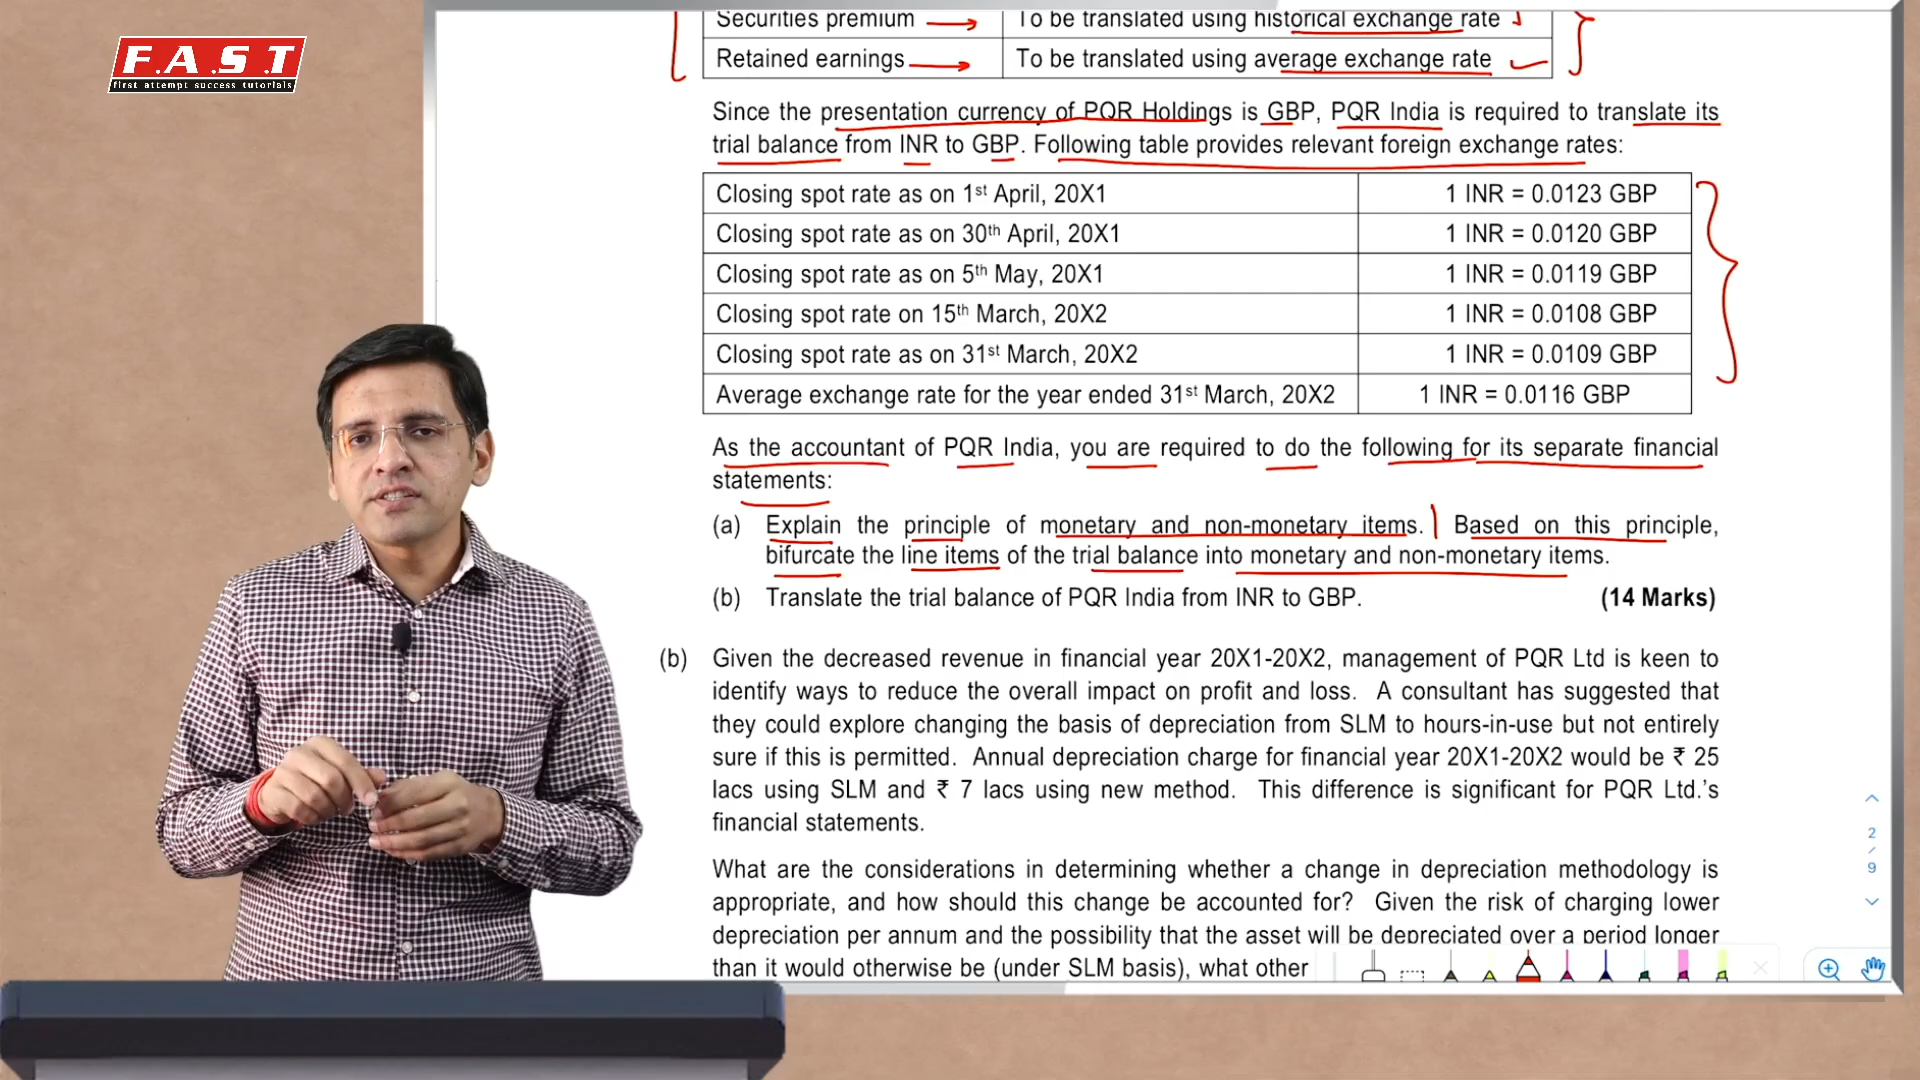 F.A.S.T
first attempt success tutorials
Securities premium To be translated using historical exchange rate
Retained earnings To be translated using average exchange rate
Since the presentation currency of PQR Holdings is GBP, PQR India is required to translate its
trial balance from INR to GBP. Following table provides relevant foreign exchange rates:
Closing spot rate as on 1st April, 20X1 1 INR = 0.0123 GBP
Closing spot rate as on 30th April, 20X1 1 INR = 0.0120 GBP
Closing spot rate as on 5th May, 20X1 1 INR = 0.0119 GBP
Closing spot rate on 15th March, 20X2 1 INR = 0.0108 GBP
Closing spot rate as on 31st March, 20X2 1 INR = 0.0109 GBP
Average exchange rate for the year ended 31st March, 20X2 1 INR = 0.0116 GBP
As the accountant of PQR India, you are required to do the following for its separate financial
statements:
(a) Explain the principle of monetary and non-monetary items. Based on this principle,
bifurcate the line items of the trial balance into monetary and non-monetary items.
(b) Translate the trial balance of PQR India from INR to GBP. (14 Marks)
(b) Given the decreased revenue in financial year 20X1-20X2, management of PQR Ltd is keen to
identify ways to reduce the overall impact on profit and loss. A consultant has suggested that
they could explore changing the basis of depreciation from SLM to hours-in-use but not entirely
sure if this is permitted. Annual depreciation charge for financial year 20X1-20X2 would be ₹ 25
lacs using SLM and ₹ 7 lacs using new method. This difference is significant for PQR Ltd.'s
financial statements.
What are the considerations in determining whether a change in depreciation methodology is
appropriate, and how should this change be accounted for? Given the risk of charging lower
depreciation per annum and the possibility that the asset will be depreciated over a period longer
than it would otherwise be (under SLM basis), what other
2
/
9